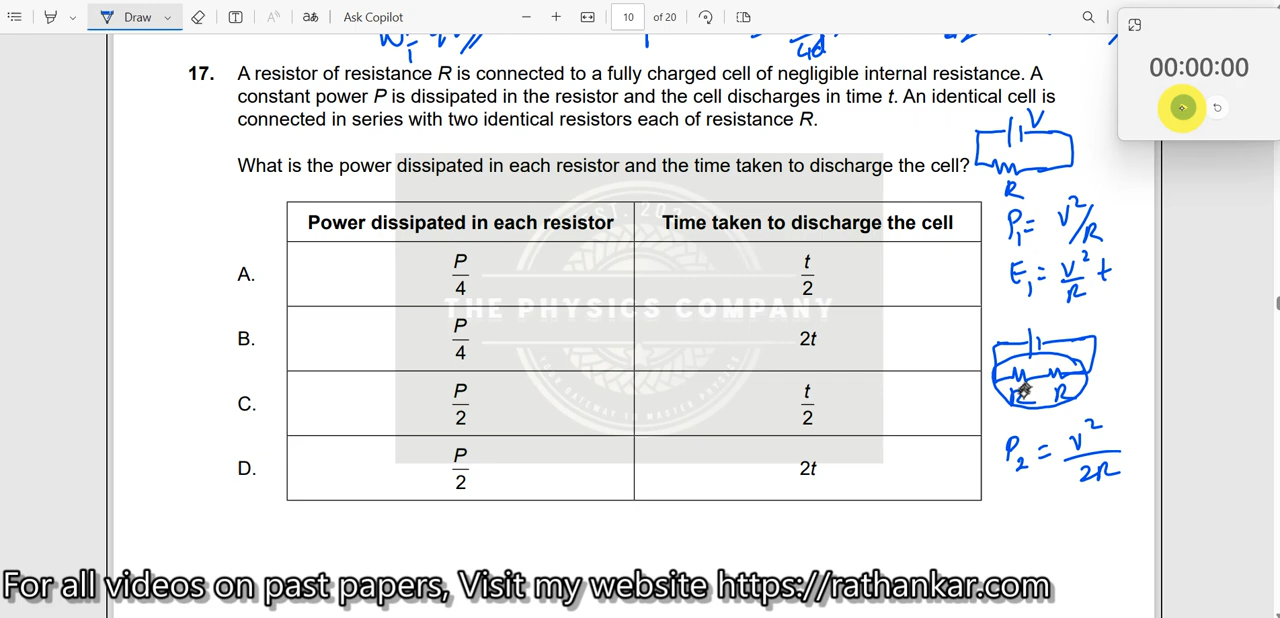 Draw
aあ
Ask Copilot
10 of 20
00:00:00
4d
17. A resistor of resistance R is connected to a fully charged cell of negligible internal resistance. A
constant power P is dissipated in the resistor and the cell discharges in time t. An identical cell is
connected in series with two identical resistors each of resistance R.
V
What is the power dissipated in each resistor and the time taken to discharge the cell?
R
THE PHYSICS COMPANY
Power dissipated in each resistor Time taken to discharge the cell
P₁ = V²/R
A. P/4 t/2
E₁ = V²/R t
B. P/4 2t
C. P/2 t/2
R R
D. P/2 2t
P₂ = V²/2R
For all videos on past papers, Visit my website https://rathankar.com